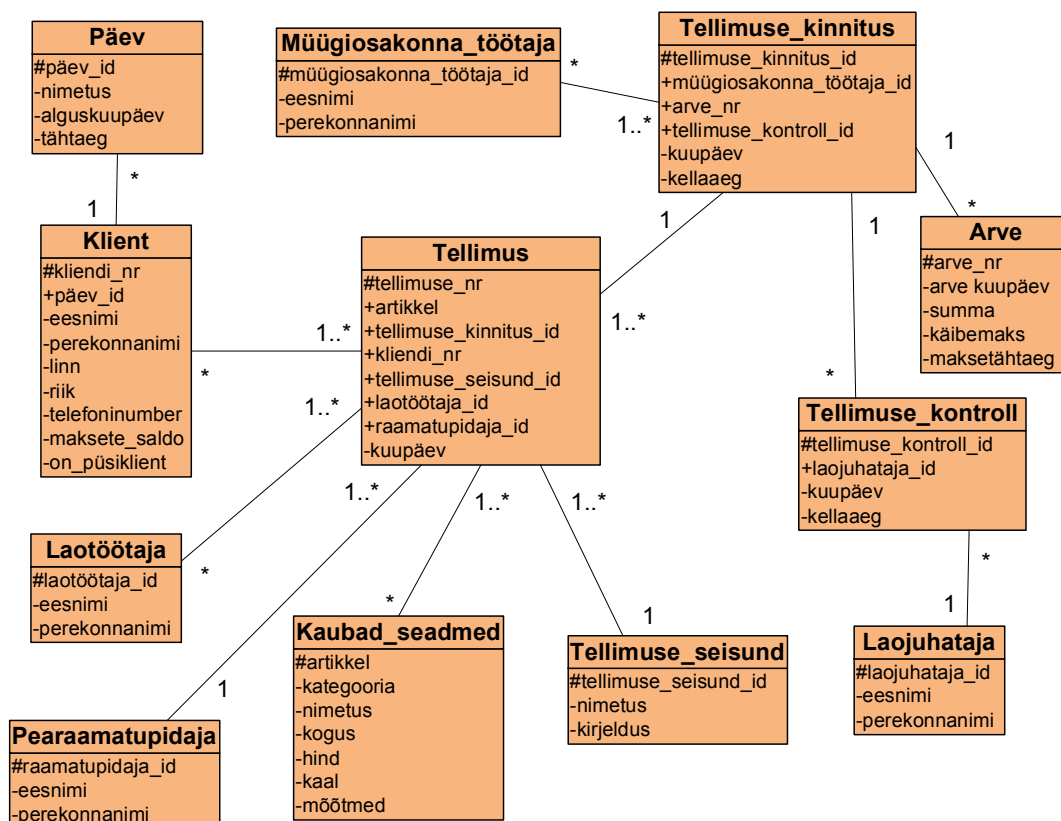 Päev
#päev_id
-nimetus
-alguskuupäev
-tähtaeg
*
1
Müügiosakonna_töötaja
#müügiosakonna_töötaja_id
-eesnimi
-perekonnanimi
*
1..*
Tellimuse_kinnitus
#tellimuse_kinnitus_id
+müügiosakonna_töötaja_id
+arve_nr
+tellimuse_kontroll_id
-kuupäev
-kellaaeg
1
*
1
*
1
1..*
Klient
#kliendi_nr
+päev_id
-eesnimi
-perekonnanimi
-linn
-riik
-telefoninumber
-maksete_saldo
-on_püsiklient
*
1..*
Tellimus
#tellimuse_nr
+artikkel
+tellimuse_kinnitus_id
+kliendi_nr
+tellimuse_seisund_id
+laotöötaja_id
+raamatupidaja_id
-kuupäev
Arve
#arve_nr
-arve kuupäev
-summa
-käibemaks
-maksetähtaeg
1..*
*
1..*
1
1..*
*
1..*
1
Tellimuse_kontroll
#tellimuse_kontroll_id
+laojuhataja_id
-kuupäev
-kellaaeg
*
1
Laotöötaja
#laotöötaja_id
-eesnimi
-perekonnanimi
Kaubad_seadmed
#artikkel
-kategooria
-nimetus
-kogus
-hind
-kaal
-mõõtmed
Tellimuse_seisund
#tellimuse_seisund_id
-nimetus
-kirjeldus
Laojuhataja
#laojuhataja_id
-eesnimi
-perekonnanimi
Pearaamatupidaja
#raamatupidaja_id
-eesnimi
-perekonnanimi